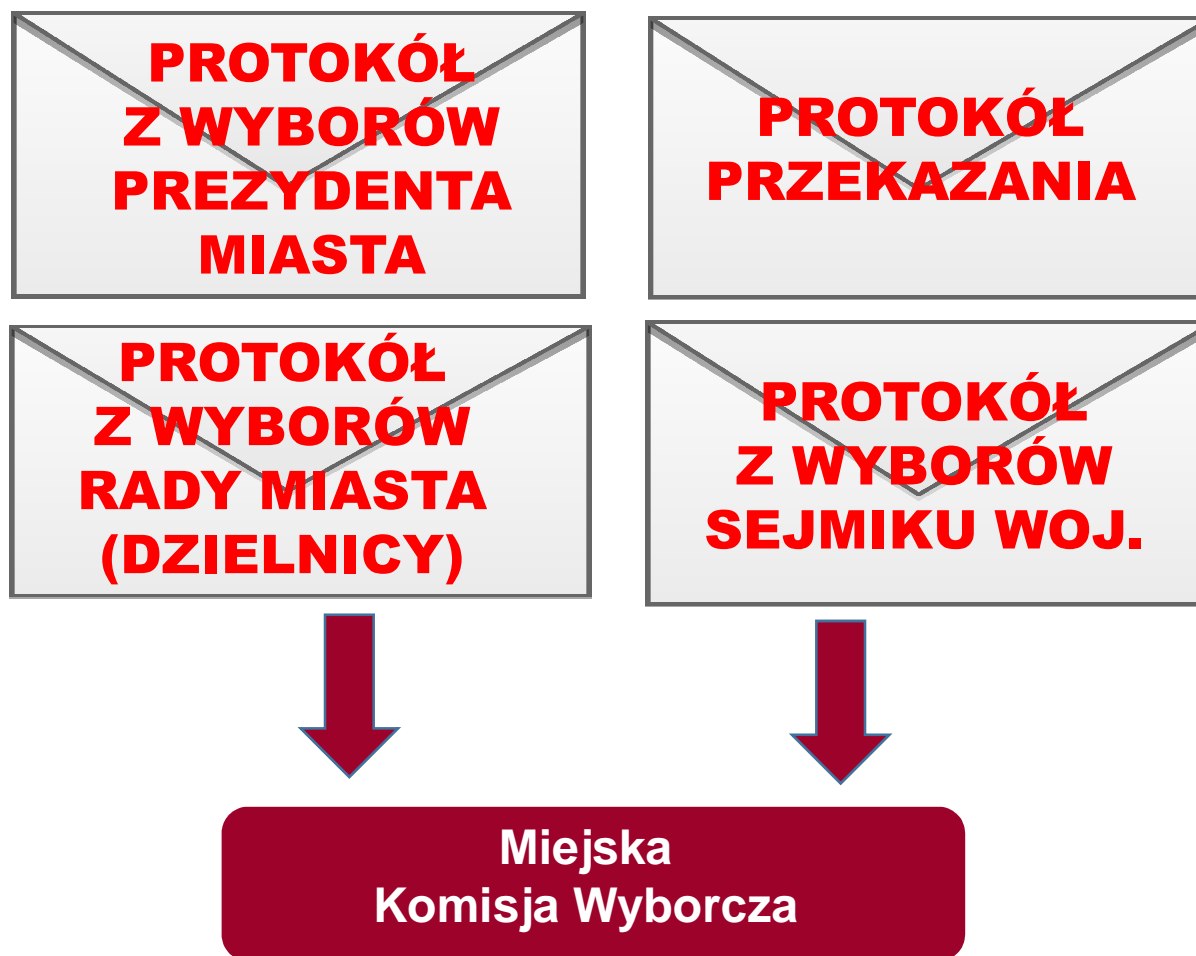 PROTOKÓŁ
Z WYBORÓW
PREZYDENTA
MIASTA
PROTOKÓŁ
PRZEKAZANIA
PROTOKÓŁ
Z WYBORÓW
RADY MIASTA
(DZIELNICY)
PROTOKÓŁ
Z WYBORÓW
SEJMIKU WOJ.
Miejska
Komisja Wyborcza